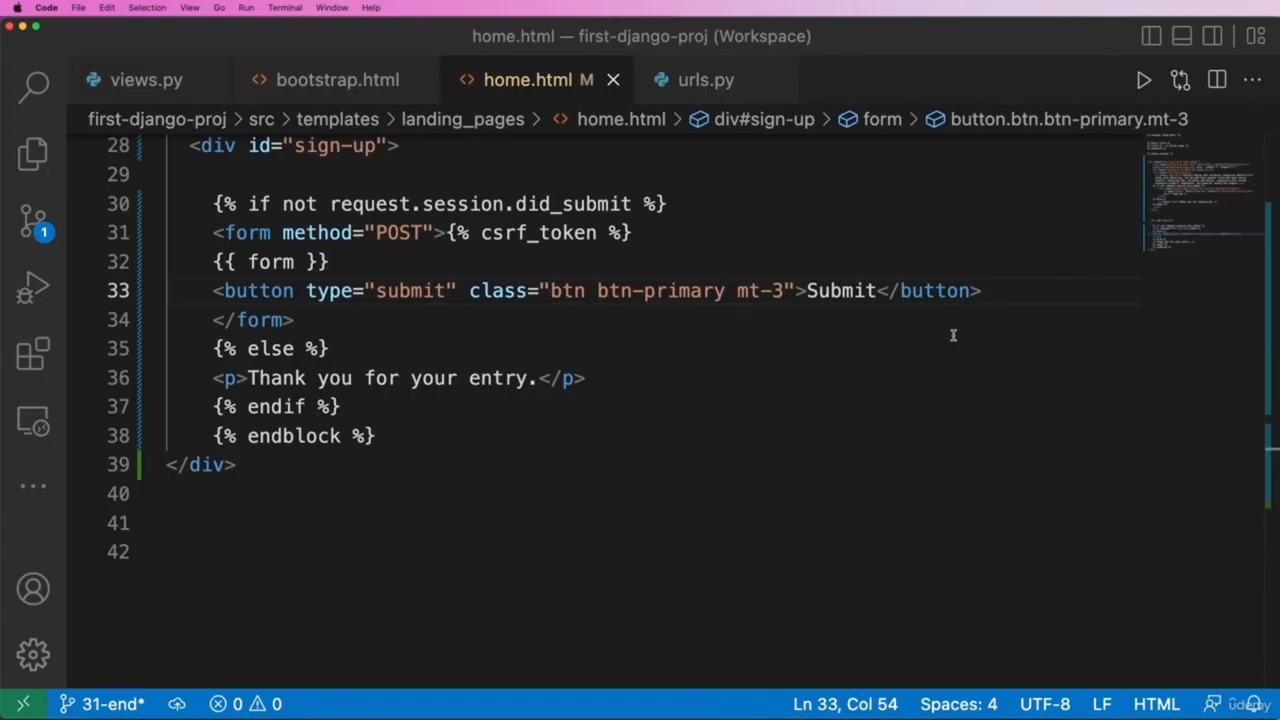 Code File Edit Selection View Go Run Terminal Window Help
home.html — first-django-proj (Workspace)
views.py <> bootstrap.html <> home.html M urls.py
first-django-proj > src > templates > landing_pages > <> home.html > div#sign-up > form > button.btn.btn-primary.mt-3
28 <div id="sign-up">
29
30 {% if not request.session.did_submit %}
31 <form method="POST">{% csrf_token %}
32 {{ form }}
33 <button type="submit" class="btn btn-primary mt-3">Submit</button>
34 </form>
35 {% else %}
36 <p>Thank you for your entry.</p>
37 {% endif %}
38 {% endblock %}
39 </div>
40
41
42
1
31-end* 0 0 Ln 33, Col 54 Spaces: 4 UTF-8 LF HTML
udemy